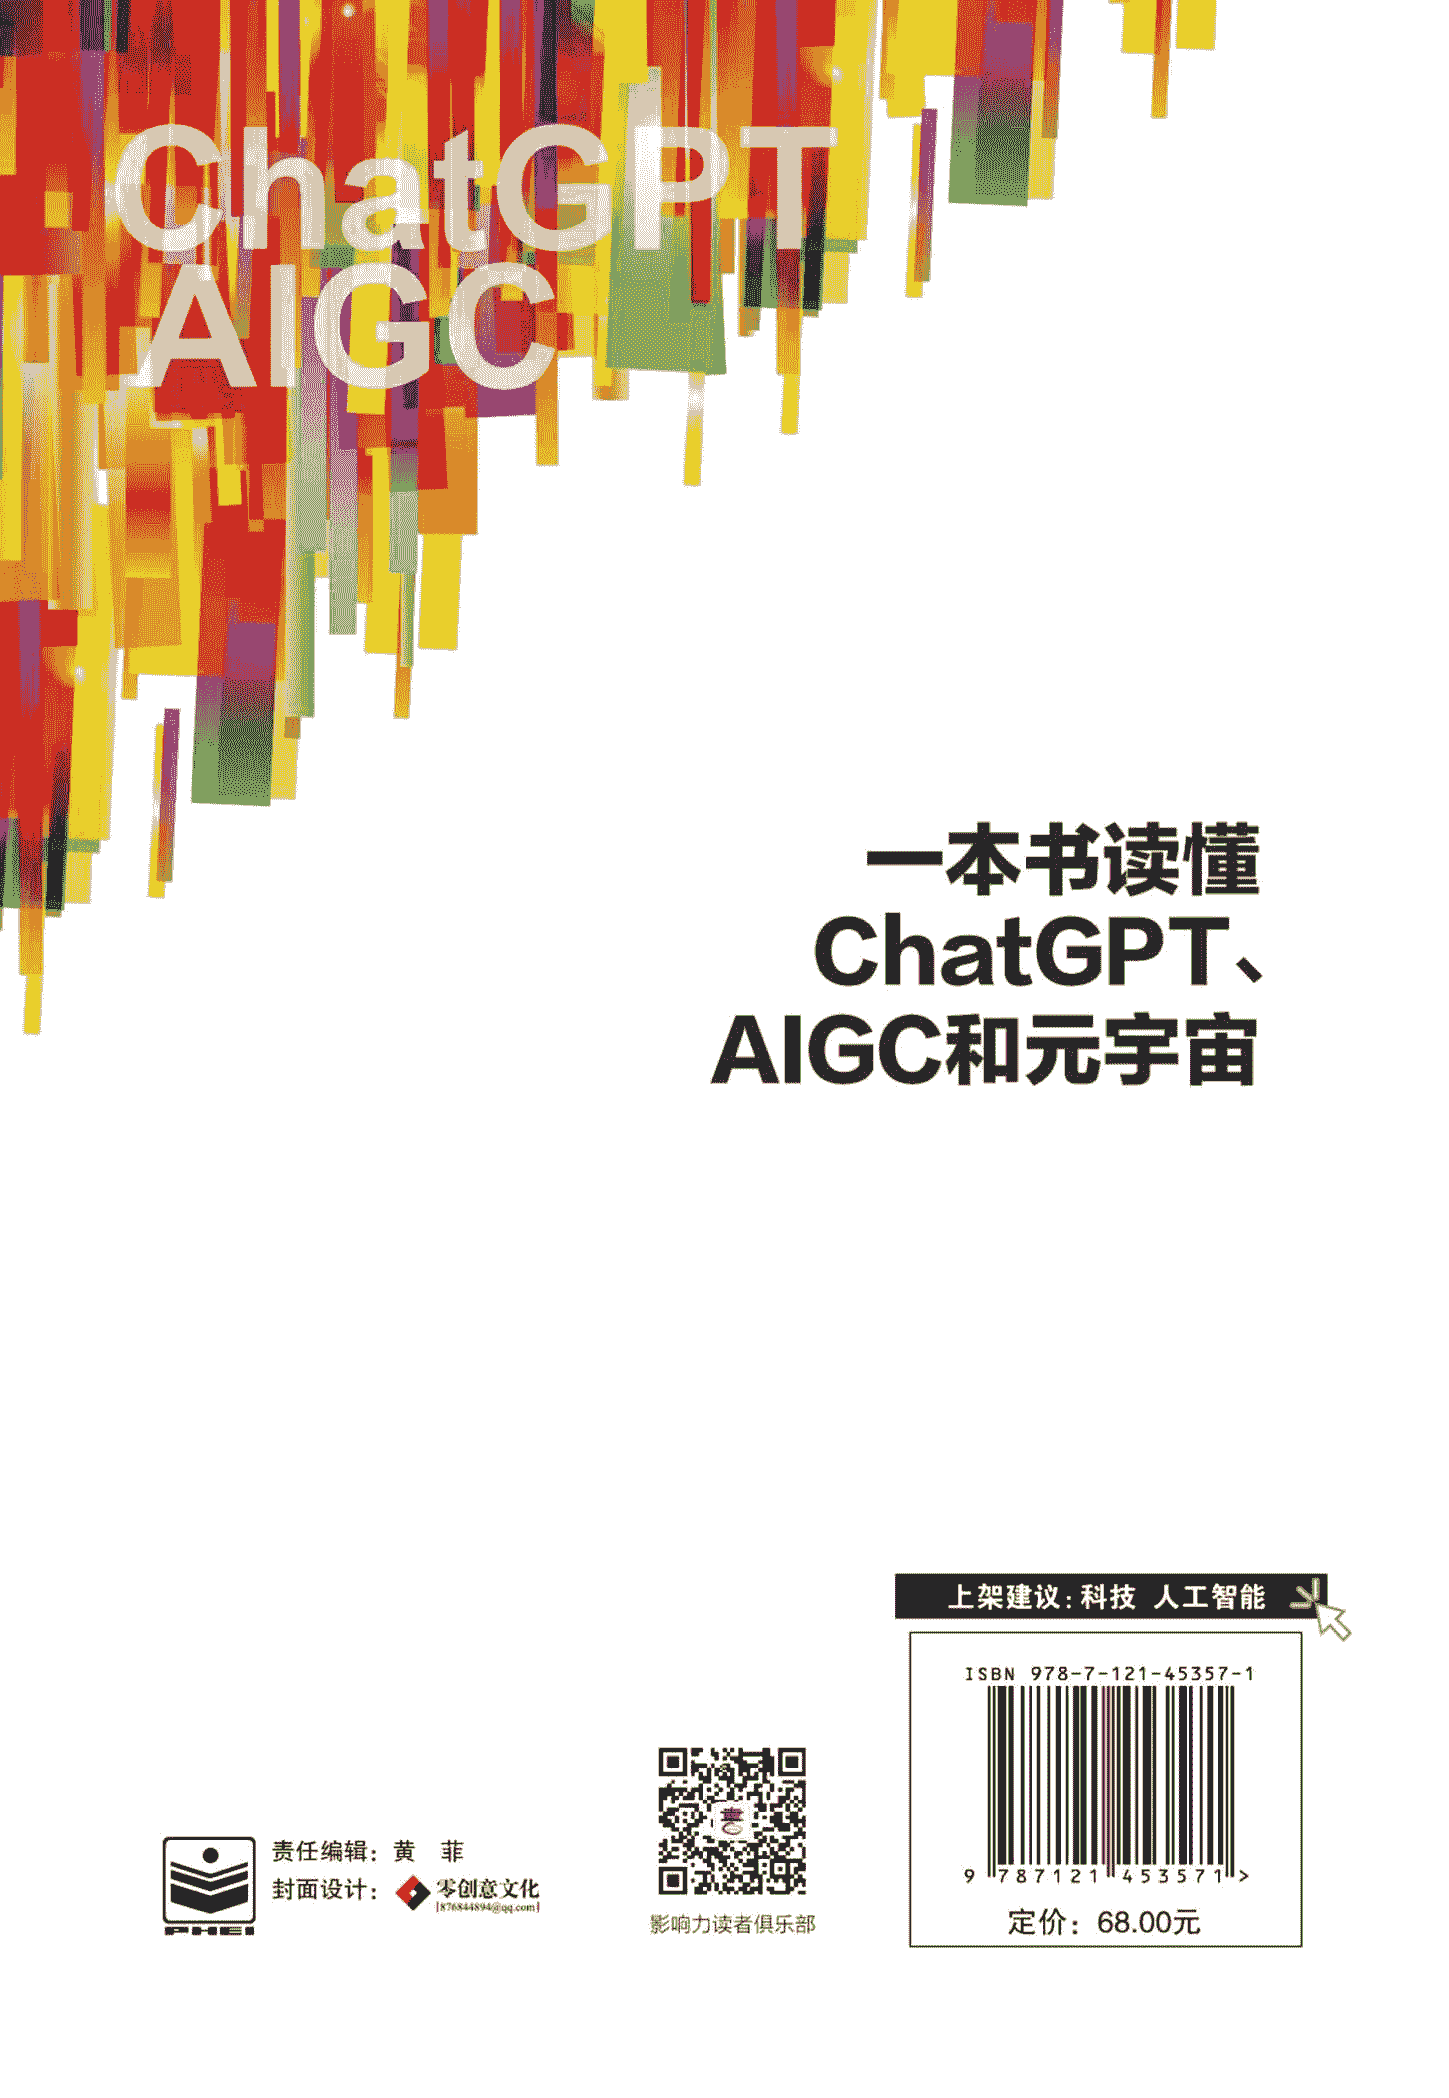 ChatGPT
AIGC
一本书读懂
ChatGPT、
AIGC和元宇宙
上架建议：科技 人工智能
ISBN 978-7-121-45357-1
9 787121 453571 >
定价：68.00元
影响力读者俱乐部
责任编辑：黄 菲
封面设计：零创意文化
[876844894@qq.com]
PHEI